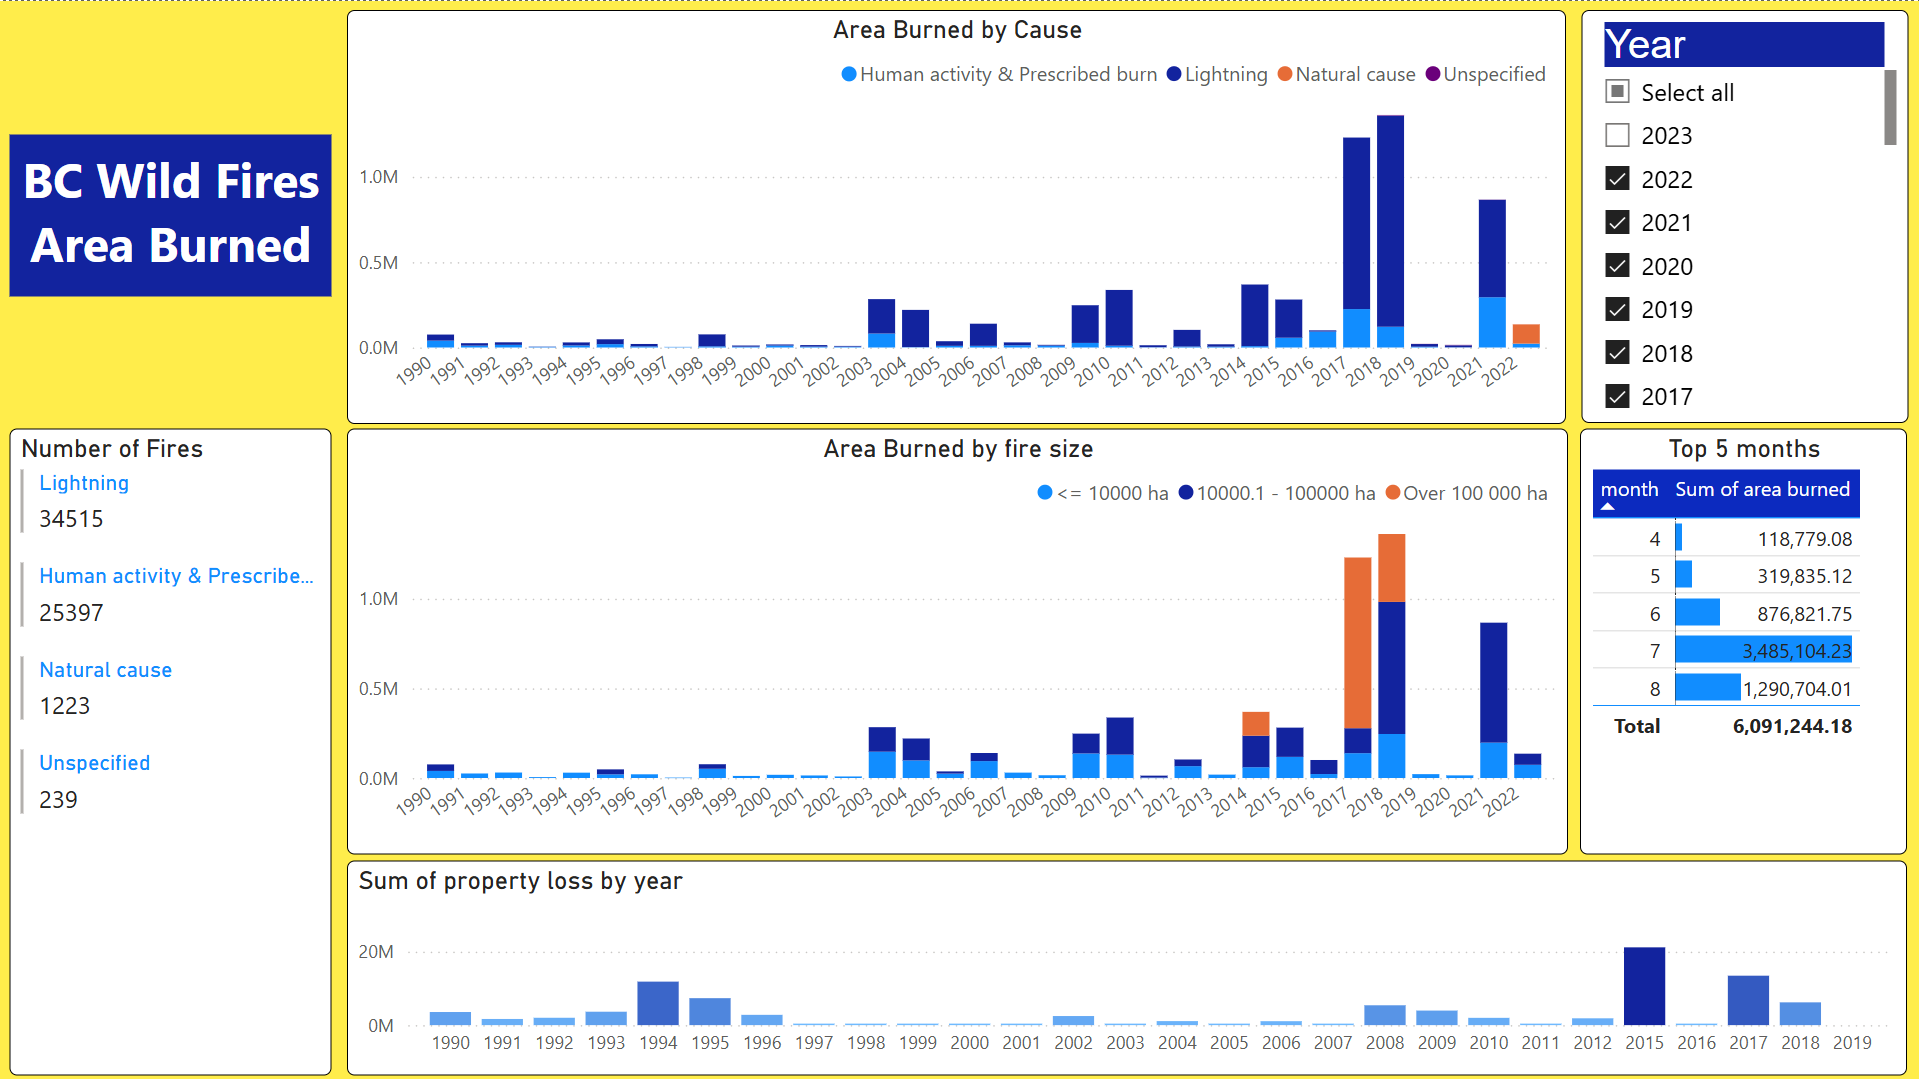 BC Wild Fires
Area Burned
Area Burned by Cause
Human activity & Prescribed burn Lightning Natural cause Unspecified
1.0M
0.5M
0.0M
1990 1991 1992 1993 1994 1995 1996 1997 1998 1999 2000 2001 2002 2003 2004 2005 2006 2007 2008 2009 2010 2011 2012 2013 2014 2015 2016 2017 2018 2019 2020 2021 2022
Year
Select all
2023
2022
2021
2020
2019
2018
2017
Number of Fires
Lightning
34515
Human activity & Prescribe...
25397
Natural cause
1223
Unspecified
239
Area Burned by fire size
<= 10000 ha 10000.1 - 100000 ha Over 100 000 ha
1.0M
0.5M
0.0M
1990 1991 1992 1993 1994 1995 1996 1997 1998 1999 2000 2001 2002 2003 2004 2005 2006 2007 2008 2009 2010 2011 2012 2013 2014 2015 2016 2017 2018 2019 2020 2021 2022
Top 5 months
month Sum of area burned
4 118,779.08
5 319,835.12
6 876,821.75
7 3,485,104.23
8 1,290,704.01
Total 6,091,244.18
Sum of property loss by year
20M
0M
1990 1991 1992 1993 1994 1995 1996 1997 1998 1999 2000 2001 2002 2003 2004 2005 2006 2007 2008 2009 2010 2011 2012 2015 2016 2017 2018 2019